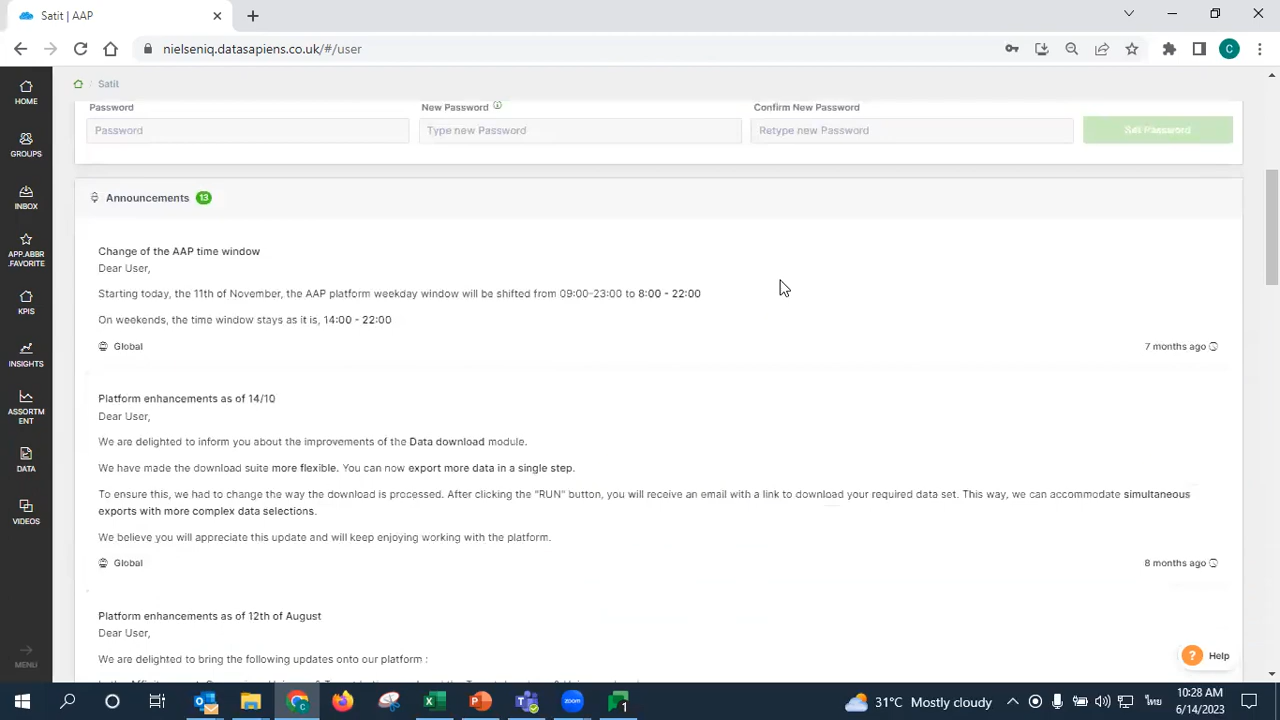 Satit | AAP
nielseniq.datasapiens.co.uk/#/user
C
HOME
GROUPS
INBOX
APP.ABBR
.FAVORITE
KPIS
INSIGHTS
ASSORTM
ENT
DATA
VIDEOS
MENU
/ Satit
Password
New Password
Confirm New Password
Password
Type new Password
Retype new Password
Announcements 13
Change of the AAP time window
Dear User,
Starting today, the 11th of November, the AAP platform weekday window will be shifted from 09:00-23:00 to 8:00 - 22:00
On weekends, the time window stays as it is, 14:00 - 22:00
Global
7 months ago
Platform enhancements as of 14/10
Dear User,
We are delighted to inform you about the improvements of the Data download module.
We have made the download suite more flexible. You can now export more data in a single step.
To ensure this, we had to change the way the download is processed. After clicking the "RUN" button, you will receive an email with a link to download your required data set. This way, we can accommodate simultaneous
exports with more complex data selections.
We believe you will appreciate this update and will keep enjoying working with the platform.
Global
8 months ago
Platform enhancements as of 12th of August
Dear User,
We are delighted to bring the following updates onto our platform :
? Help
31°C Mostly cloudy
ไทย
10:28 AM
6/14/2023